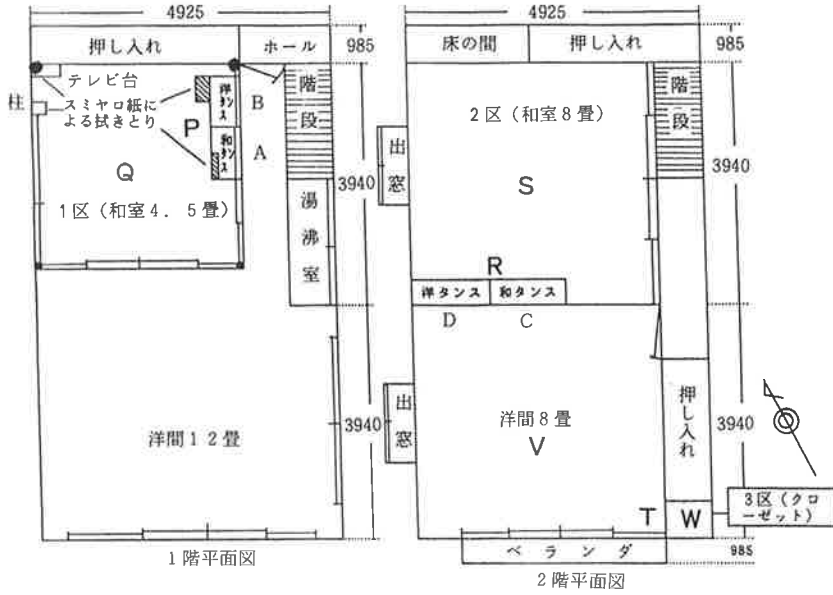 4925
押し入れ
ホール
985
テレビ台
柱
スミヤロ紙に
よる拭きとり
洋タンス
和タンス
P
B
A
階段
Q
3940
1区（和室4．5畳）
湯沸室
洋間12畳
3940
1階平面図
4925
床の間
押し入れ
985
階段
2区（和室8畳）
出窓
3940
S
R
洋タンス
和タンス
D
C
出窓
洋間8畳
V
押し入れ
3940
T
W
3区（クロ
ーゼット）
ベランダ
985
2階平面図